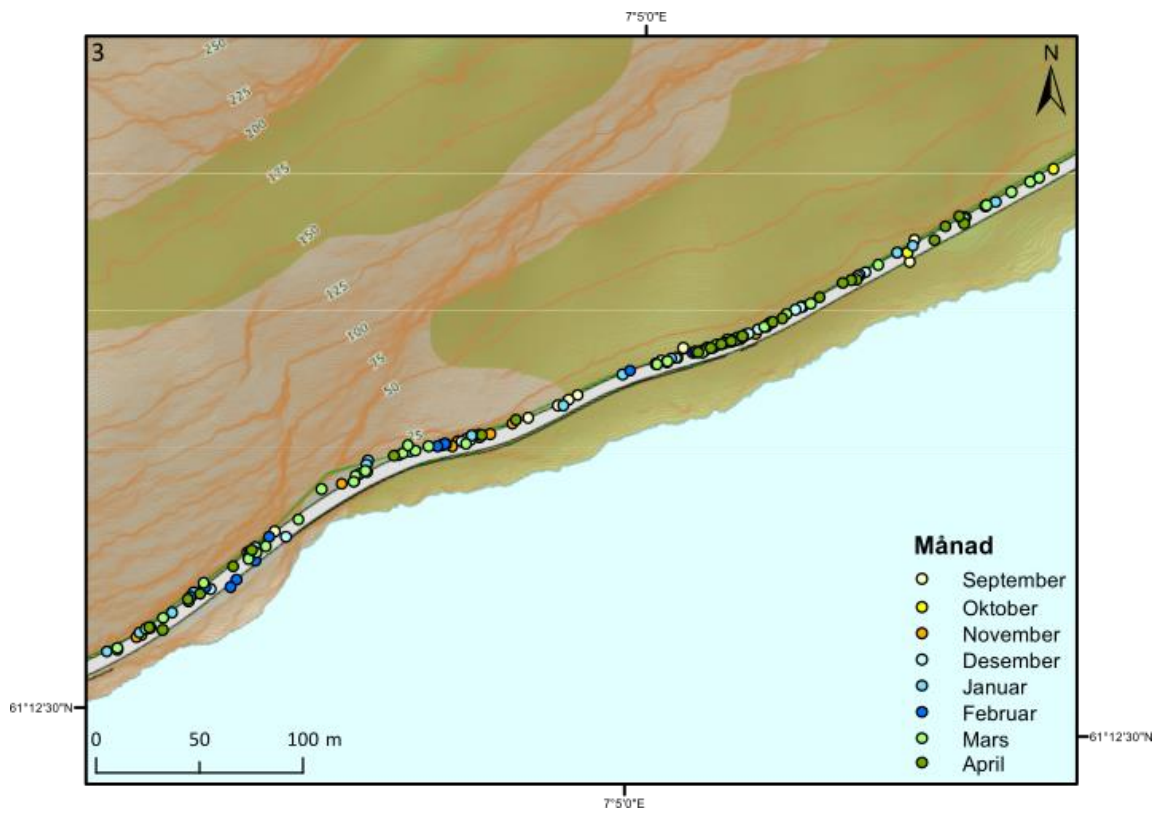 7°5'0"E
3
N
250
225
200
175
150
125
100
75
50
25
Månad
September
Oktober
November
Desember
Januar
Februar
Mars
April
61°12'30"N
61°12'30"N
0 50 100 m
7°5'0"E